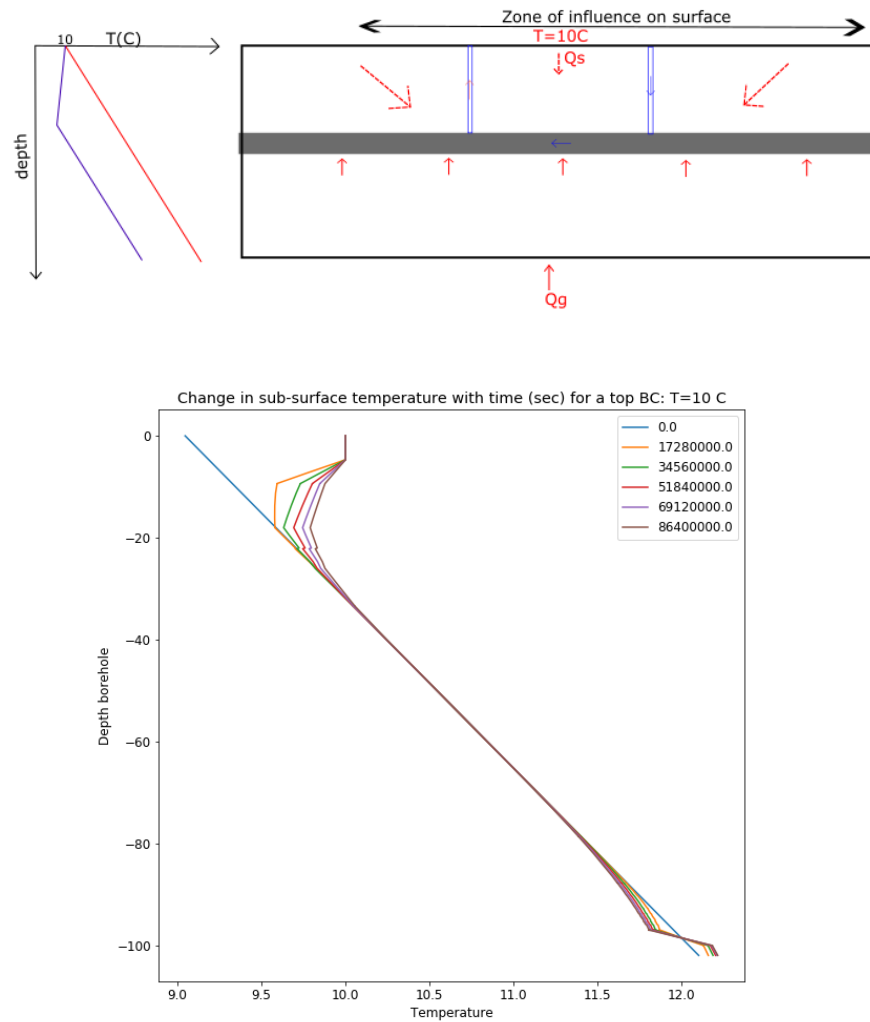 Zone of influence on surface
10
T(C)
T=10C
Qs
depth
Qg
Change in sub-surface temperature with time (sec) for a top BC: T=10 C
0.0
17280000.0
34560000.0
51840000.0
69120000.0
86400000.0
0
−20
−40
−60
−80
−100
Depth borehole
9.0 9.5 10.0 10.5 11.0 11.5 12.0
Temperature